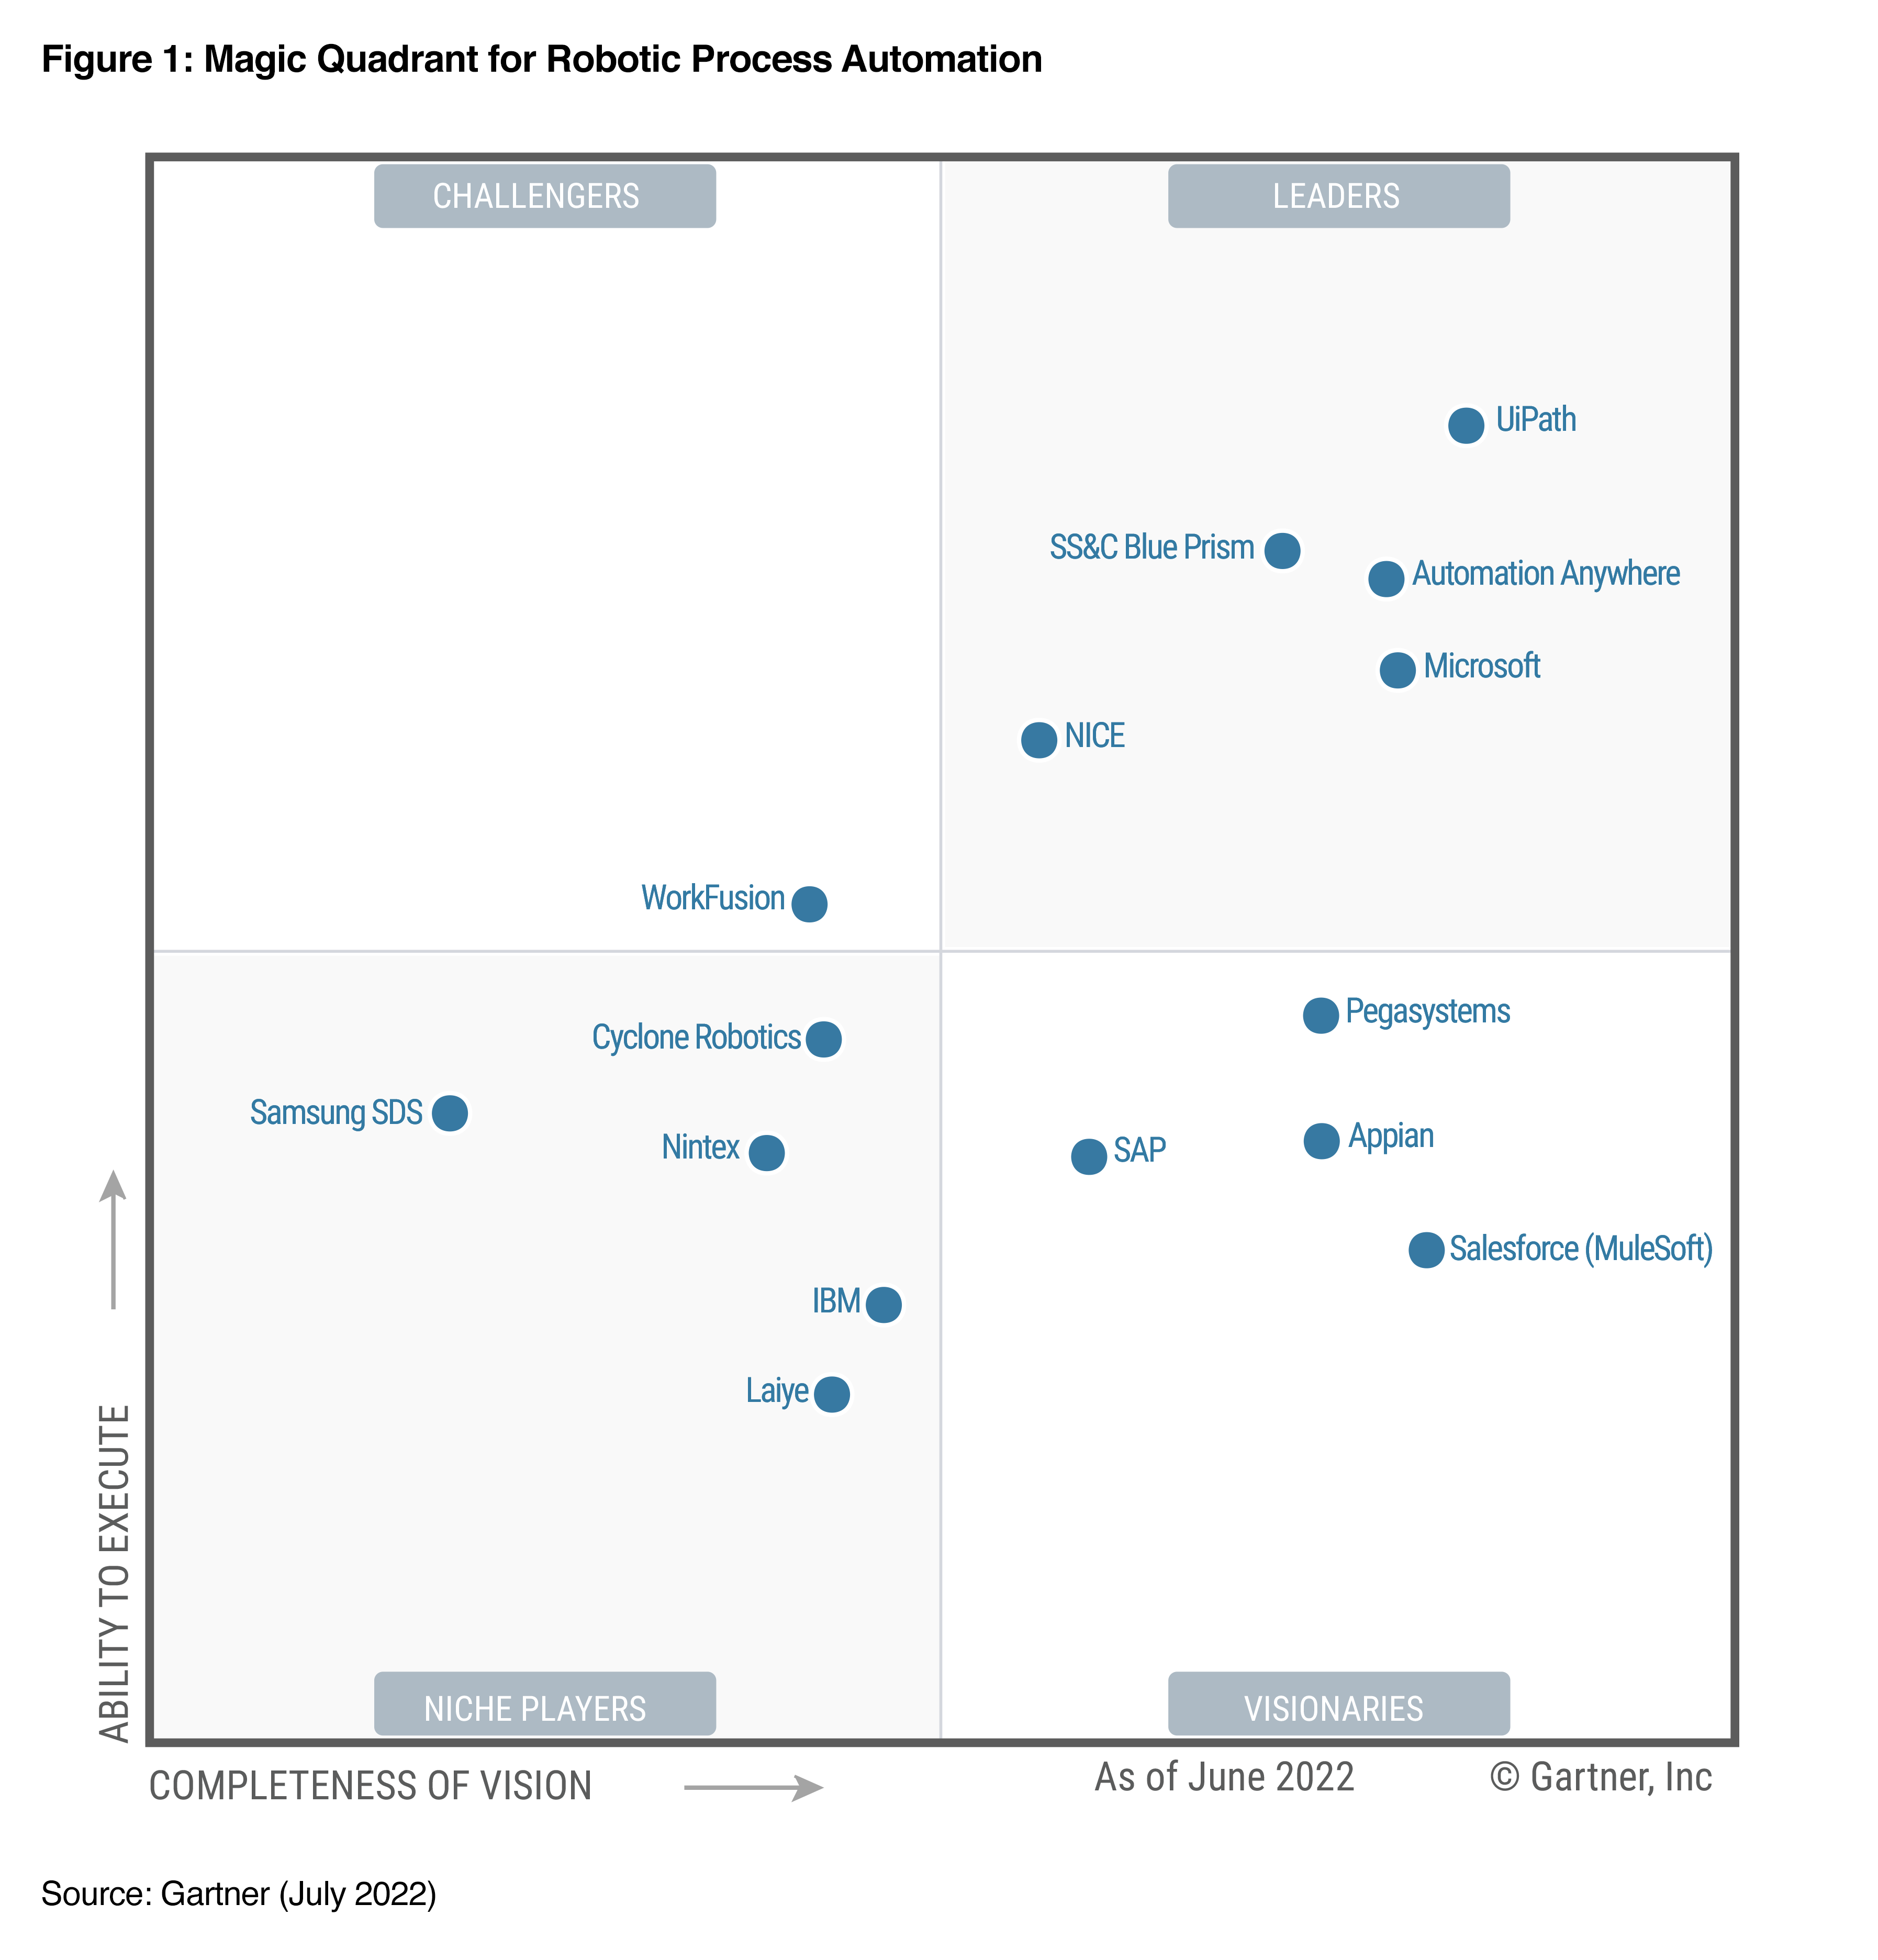 Figure 1: Magic Quadrant for Robotic Process Automation
CHALLENGERS
LEADERS
UiPath
SS&C Blue Prism
Automation Anywhere
Microsoft
NICE
WorkFusion
Pegasystems
Cyclone Robotics
Samsung SDS
Appian
Nintex
SAP
Salesforce (MuleSoft)
IBM
Laiye
NICHE PLAYERS
VISIONARIES
ABILITY TO EXECUTE
COMPLETENESS OF VISION
As of June 2022
© Gartner, Inc
Source: Gartner (July 2022)